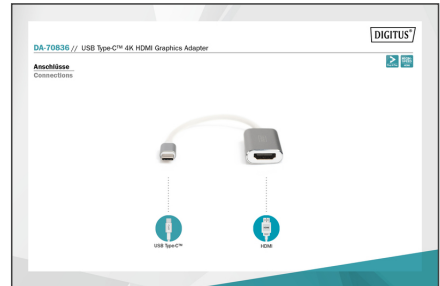 DIGITUS®
DA-70836 // USB Type-C™ 4K HDMI Graphics Adapter
Anschlüsse
Connections
USB Type-C™
HDMI